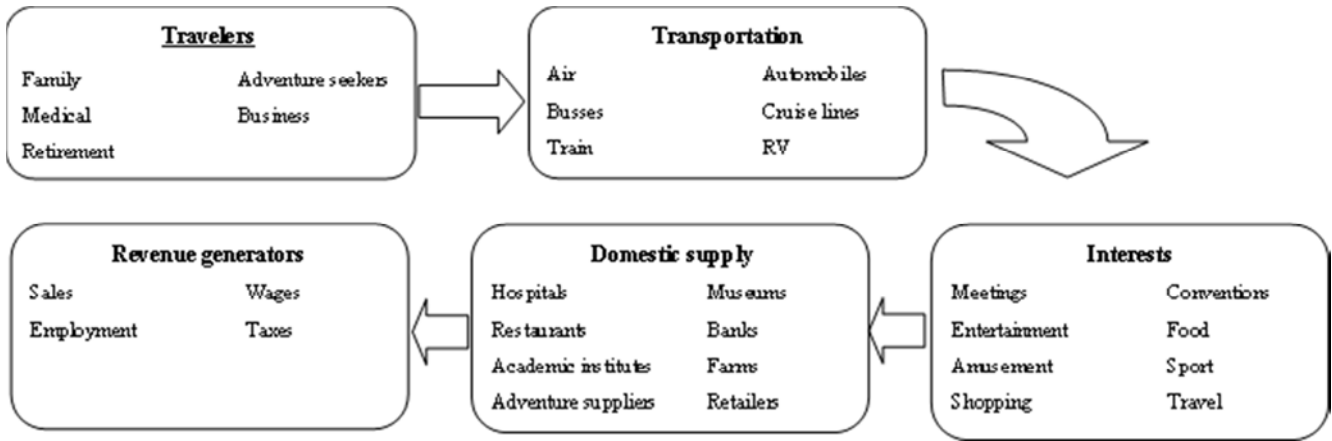 Travelers
Family Adventure seekers
Medical Business
Retirement
Transportation
Air Automobiles
Busses Cruise lines
Train RV
Interests
Meetings Conventions
Entertainment Food
Amusement Sport
Shopping Travel
Domestic supply
Hospitals Museums
Restaurants Banks
Academic institutes Farms
Adventure suppliers Retailers
Revenue generators
Sales Wages
Employment Taxes